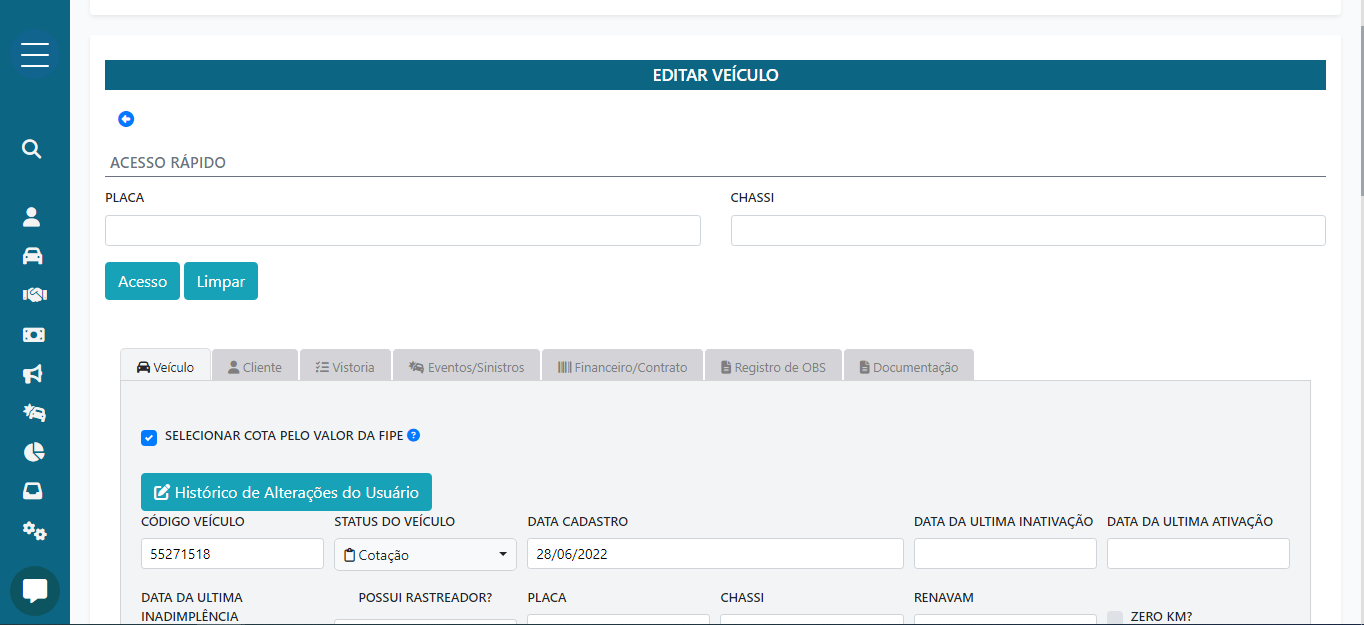 EDITAR VEÍCULO
ACESSO RÁPIDO
PLACA CHASSI
Acesso Limpar
Veículo Cliente Vistoria Eventos/Sinistros Financeiro/Contrato Registro de OBS Documentação
SELECIONAR COTA PELO VALOR DA FIPE ?
Histórico de Alterações do Usuário
CÓDIGO VEÍCULO STATUS DO VEÍCULO DATA CADASTRO DATA DA ULTIMA INATIVAÇÃO DATA DA ULTIMA ATIVAÇÃO
55271518 Cotação 28/06/2022
DATA DA ULTIMA INADIMPLÊNCIA POSSUI RASTREADOR? PLACA CHASSI RENAVAM ZERO KM?